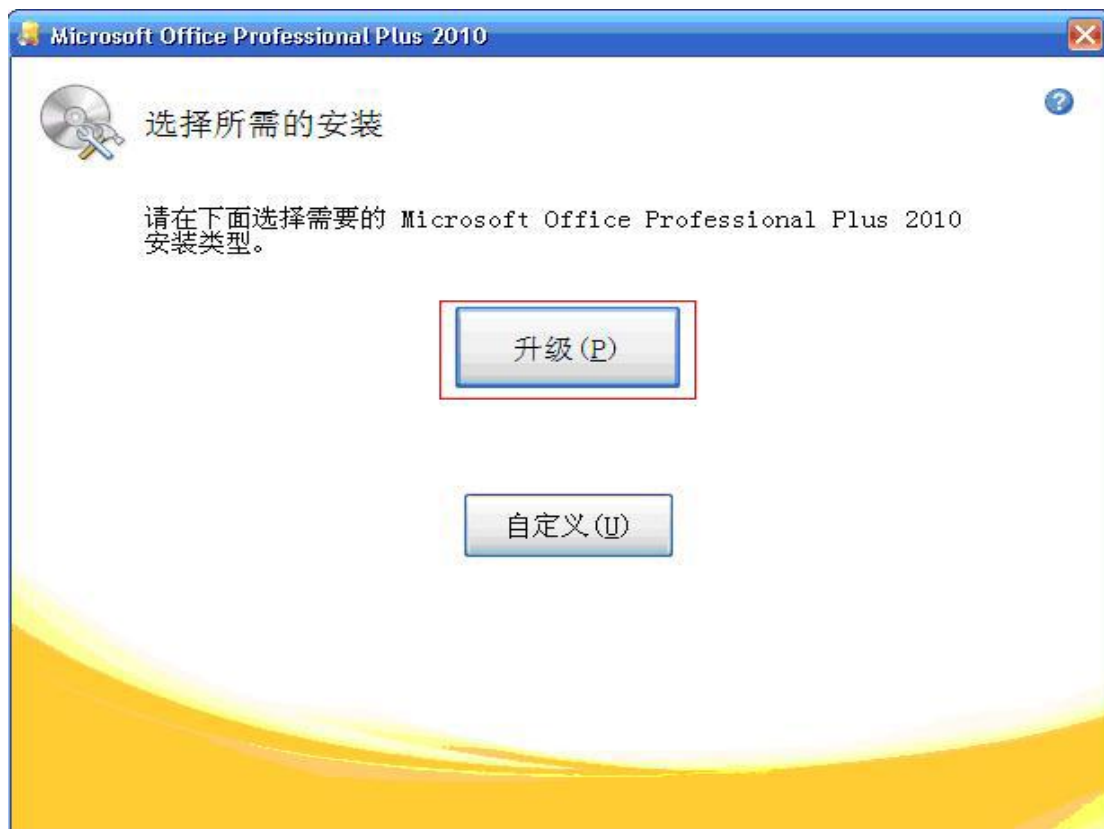 Microsoft Office Professional Plus 2010
选择所需的安装
请在下面选择需要的 Microsoft Office Professional Plus 2010
安装类型。
升级(P)
自定义(U)